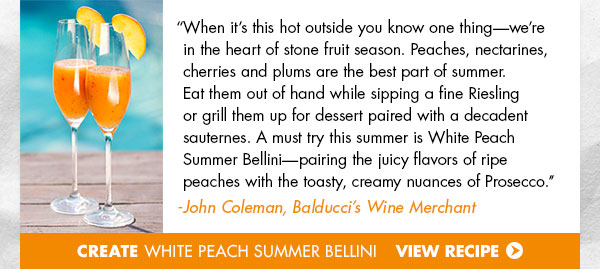 “When it’s this hot outside you know one thing—we’re
in the heart of stone fruit season. Peaches, nectarines,
cherries and plums are the best part of summer.
Eat them out of hand while sipping a fine Riesling
or grill them up for dessert paired with a decadent
sauternes. A must try this summer is White Peach
Summer Bellini—pairing the juicy flavors of ripe
peaches with the toasty, creamy nuances of Prosecco.”
-John Coleman, Balducci’s Wine Merchant
CREATE WHITE PEACH SUMMER BELLINI VIEW RECIPE